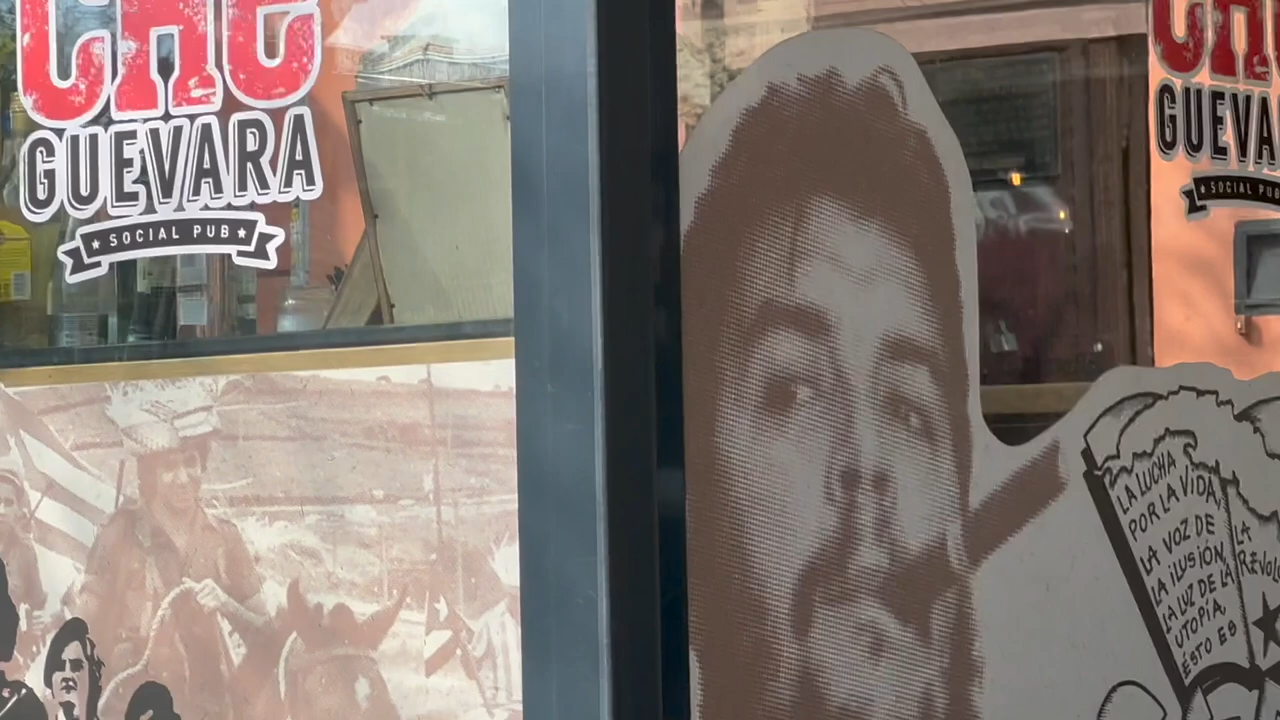 CHE
GUEVARA
★ SOCIAL PUB ★
CHE
GUEVA
★ SOCIAL PUB
LA LUCHA
POR LA VIDA,
LA VOZ DE
LA ILUSIÓN,
LA LUZ DE LA
UTOPÍA,
ÉSTO ES
LA
REVOLU